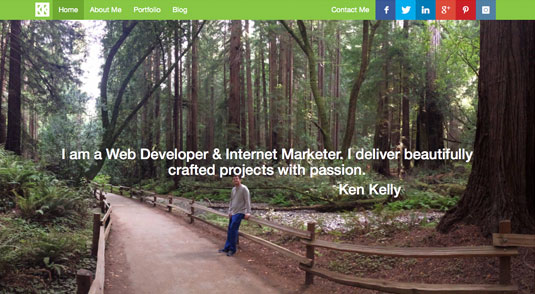 Home About Me Portfolio Blog Contact Me
I am a Web Developer & Internet Marketer. I deliver beautifully
crafted projects with passion.
Ken Kelly